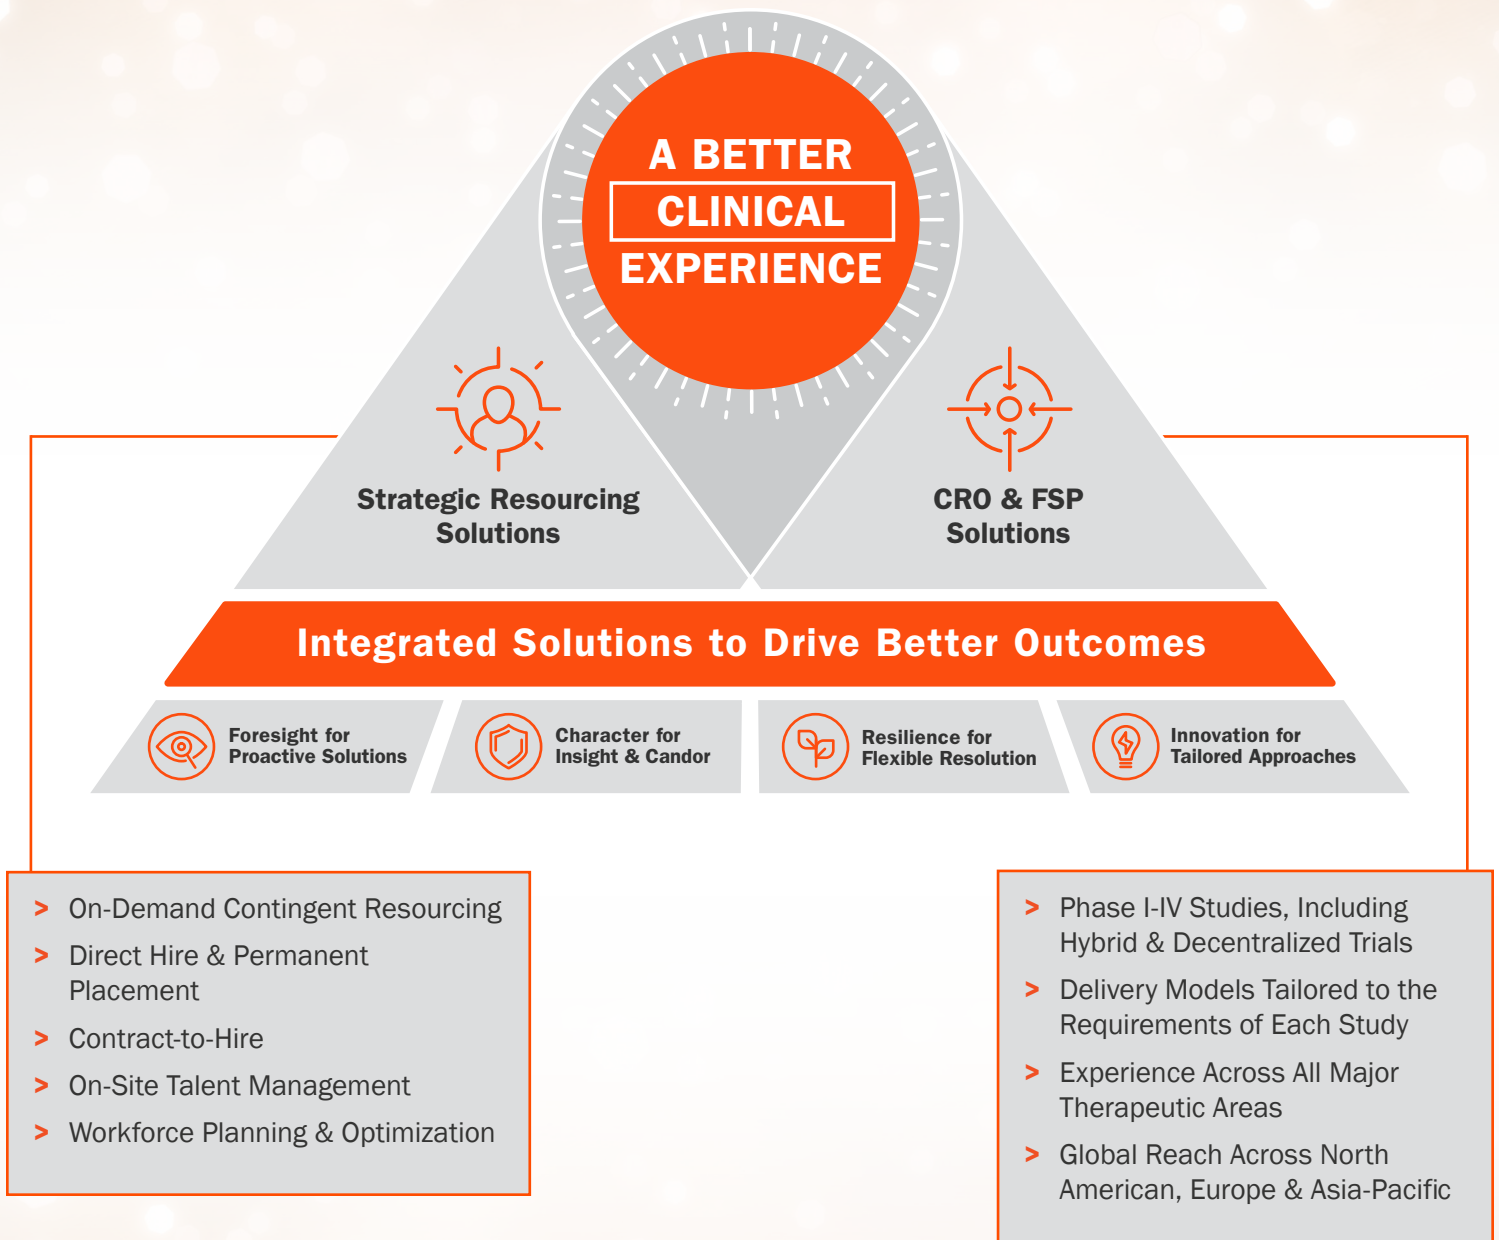 A BETTER
CLINICAL
EXPERIENCE
Strategic Resourcing
Solutions
CRO & FSP
Solutions
Integrated Solutions to Drive Better Outcomes
Foresight for
Proactive Solutions
Character for
Insight & Candor
Resilience for
Flexible Resolution
Innovation for
Tailored Approaches
> On-Demand Contingent Resourcing
> Direct Hire & Permanent
Placement
> Contract-to-Hire
> On-Site Talent Management
> Workforce Planning & Optimization
> Phase I-IV Studies, Including
Hybrid & Decentralized Trials
> Delivery Models Tailored to the
Requirements of Each Study
> Experience Across All Major
Therapeutic Areas
> Global Reach Across North
American, Europe & Asia-Pacific